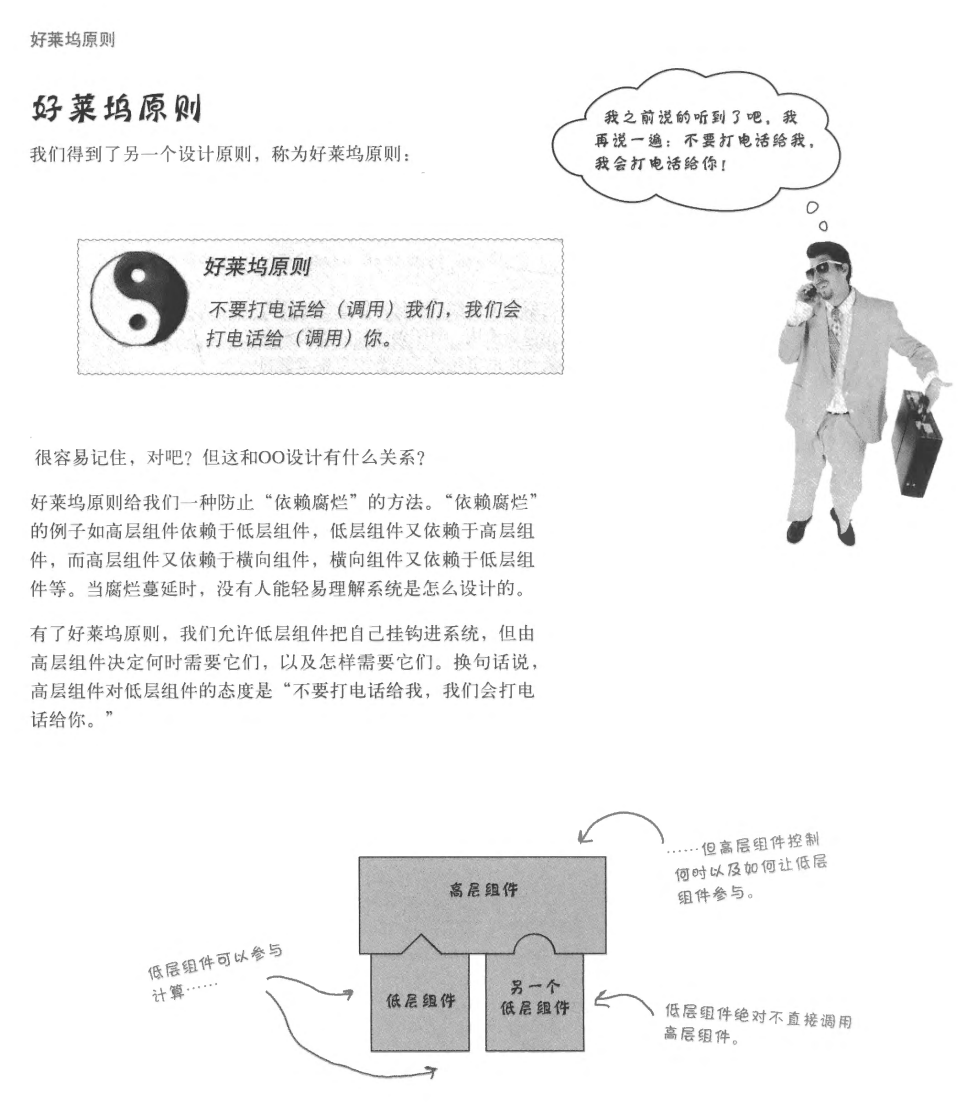 好莱坞原则
好莱坞原则
我们得到了另一个设计原则，称为好莱坞原则：
我之前说的听到了吧，我
再说一遍：不要打电话给我，
我会打电话给你！
好莱坞原则
不要打电话给（调用）我们，我们会
打电话给（调用）你。
很容易记住，对吧？但这和OO设计有什么关系？
好莱坞原则给我们一种防止“依赖腐烂”的方法。“依赖腐烂”
的例子如高层组件依赖于低层组件，低层组件又依赖于高层组
件，而高层组件又依赖于横向组件，横向组件又依赖于低层组
件等。当腐烂蔓延时，没有人能轻易理解系统是怎么设计的。
有了好莱坞原则，我们允许低层组件把自己挂钩进系统，但由
高层组件决定何时需要它们，以及怎样需要它们。换句话说，
高层组件对低层组件的态度是“不要打电话给我，我们会打电
话给你。”
……但高层组件控制
何时以及如何让低层
组件参与。
高层组件
低层组件可以参与
计算……
低层组件
另一个
低层组件
低层组件绝对不直接调用
高层组件。